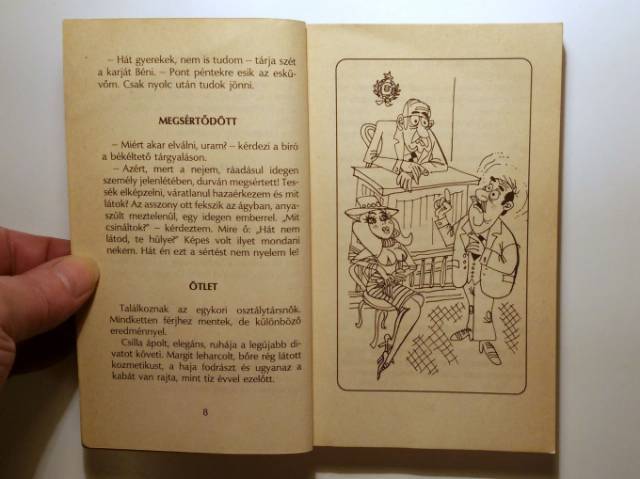 – Hát gyerekek, nem is tudom – tárja szét
a karját Béni. – Pont péntekre esik az eskü-
vőm. Csak nyolc után tudok jönni.
MEGSÉRTŐDÖTT
– Miért akar elválni, uram? – kérdezi a bíró
a békéltető tárgyaláson.
– Azért, mert a nejem, ráadásul idegen
személy jelenlétében, durván megsértett! Tes-
sék elképzelni, váratlanul hazaérkezem és mit
látok? Az asszony ott fekszik az ágyban, anya-
szült meztelenül, egy idegen emberrel. „Mit
csináltok?” – kérdeztem. Mire ő: „Hát nem
látod, te hülye?” Képes volt ilyet mondani
nekem. Hát én ezt a sértést nem nyelem le!
ÖTLET
Találkoznak az egykori osztálytársnők.
Mindketten férjhez mentek, de különböző
eredménnyel.
Csilla ápolt, elegáns, ruhája a legújabb di-
vatot követi. Margit leharcolt, bőre rég látott
kozmetikust, a haja fodrászt és ugyanaz a
kabát van rajta, mint tíz évvel ezelőtt.
8